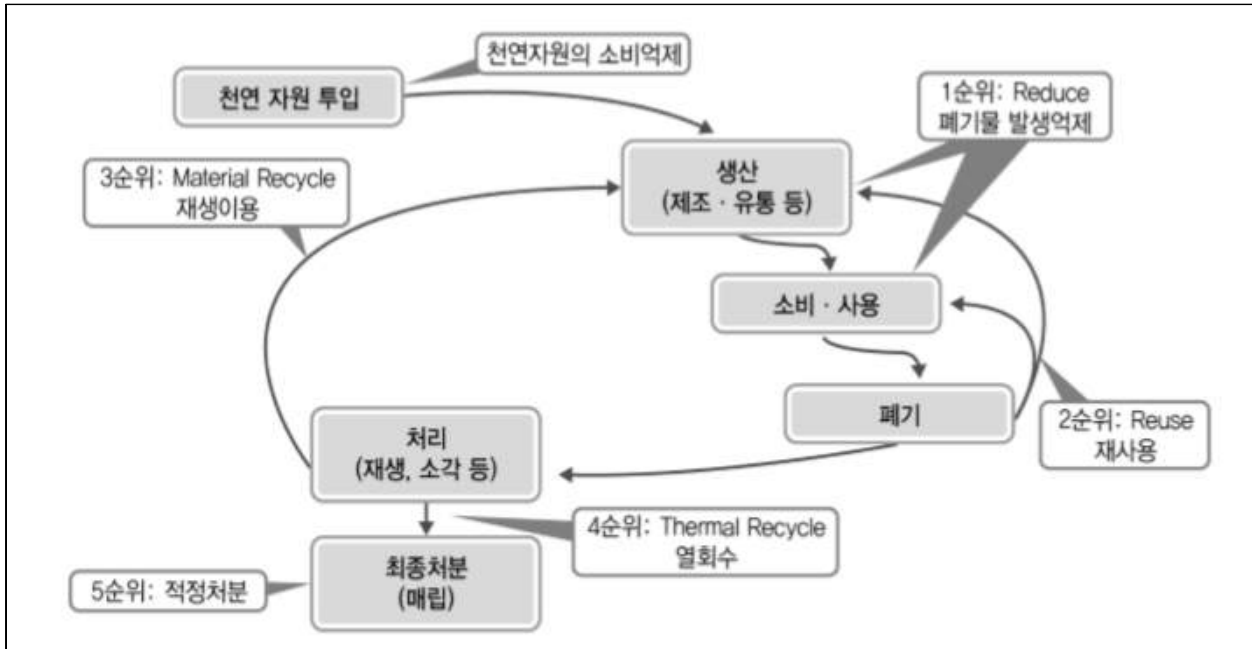 천연자원의 소비억제
천연 자원 투입
1순위: Reduce
폐기물 발생억제
생산
(제조 · 유통 등)
3순위: Material Recycle
재생이용
소비 · 사용
폐기
2순위: Reuse
재사용
처리
(재생, 소각 등)
4순위: Thermal Recycle
열회수
최종처분
(매립)
5순위: 적정처분